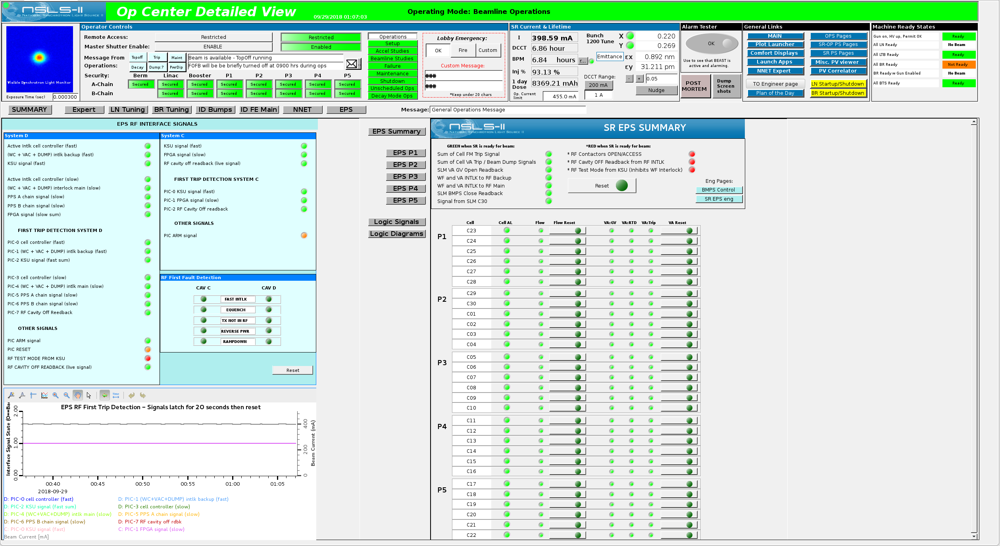 NSLS-II
NATIONAL SYNCHROTRON LIGHT SOURCE II
Op Center Detailed View
09/29/2018 01:07:03
Operating Mode: Beamline Operations
Visible Synchrotron Light Monitor
Exposure Time (sec) 0.000300
Operator Controls
Remote Access: Restricted Restricted
Master Shutter Enable: ENABLE Enabled
Message From Operations:
Topoff Trip Maint
Decay Dump:? PwrDip
Beam is available - TopOff running
FOFB will be be briefly turned off at 0900 hrs during ops
Security: Berm Linac Booster P1 P2 P3 P4 P5
A-Chain Secured Secured Secured Secured Secured Secured Secured Secured
B-Chain Secured Secured Secured Secured Secured Secured Secured
Operations
Setup
Accel Studies
Beamline Studies
Failure
Maintenance
Shutdown
Unscheduled Ops
Decay Mode Ops
Lobby Emergency:
OK Fire Custom
Custom Message:
###
###
*Keep under 20 chars
SR Current & Lifetime
I 398.59 mA
DCCT 6.86 hour
BPM 6.84 hours r...
Inj % 93.13 %
1 day Dose 8369.21 mAh
Op. Current limit 455.0 mA
Bunch 1200 Tune
X 0.220
Y 0.269
Emittance εx 0.892 nm
εy 31.211 pm
DCCT Range:
200 mA
1 A
- + 0.05
Nudge
Alarm Tester
OK
Use to see that BEAST is
active and alarming.
POST MORTEM
Dump Screen shots
General Links
MAIN OPS Pages
Plot Launcher SR-OP PS Pages
Comfort Displays SR PS Pages
Launch Apps Misc. PV viewer
NNET Expert PV Correlator
TO Engineer page LN Startup/Shutdown
Plan of the Day BR Startup/Shutdown
Machine Ready States
Gun on, HV up, Permit OK Ready
All LN Ready No Beam
All LTB Ready Ready
All BR Ready Not Ready
BR Ready w Gun Enabled No Beam
All BTS Ready Ready
SUMMARY Expert LN Tuning BR Tuning ID Bumps ID FE Main NNET EPS
Message: General Operations Message
EPS RF INTERFACE SIGNALS
System D
Active Intlk cell controller (fast)
(WC + VAC + DUMP) intlk backup (fast)
KSU signal (fast)
Active Intlk cell controller (slow)
(WC + VAC + DUMP) interlock main (slow)
PPS A chain signal (slow)
PPS B chain signal (slow)
FPGA signal (slow sum)
FIRST TRIP DETECTION SYSTEM D
PIC-0 cell controller (fast)
PIC-1 (WC + VAC + DUMP) intlk backup (fast)
PIC-2 KSU signal (fast sum)
PIC-3 cell controller (slow)
PIC-4 (WC + VAC + DUMP) intlk main (slow)
PIC-5 PPS A chain signal (slow)
PIC-6 PPS B chain signal (slow)
PIC-7 RF Cavity Off Reedback
OTHER SIGNALS
PIC ARM signal
PIC RESET
RF TEST MODE FROM KSU
RF CAVITY OFF READBACK (live signal)
System C
KSU signal (fast)
FPGA signal (slow)
RF cavity off readback (live signal)
FIRST TRIP DETECTION SYSTEM C
PIC-0 KSU signal (fast)
PIC-1 FPGA signal (slow)
PIC-2 RF Cavity Off readback
OTHER SIGNALS
PIC ARM signal
RF First Fault Detection
CAV C CAV D
FAST INTLK
EQUENCH
TX NOT IN RF
REVERSE PWR
RAMPDOWN
Reset
Time
EPS RF First Trip Detection – Signals latch for 20 seconds then reset
Interface Signal State (0==Bac
2.00
1.00
0.00
400
200
0
Beam Current (mA)
00:40 00:45 00:50 00:55 01:00 01:05
2018-09-29
D: PIC-0 cell controller (fast) D: PIC-1 (WC+VAC+DUMP) intlk backup (fast)
D: PIC-2 KSU signal (fast sum) D: PIC-3 cell controller (slow)
D: PIC-4 (WC+VAC+DUMP) intlk main (slow) D: PIC-5 PPS A chain signal (slow)
D: PIC-6 PPS B chain signal (slow) D: PIC-7 RF cavity off rdbk
C: PIC-0 KSU signal (fast) C: PIC-1 FPGA signal (slow)
Beam Current [mA]
EPS Summary
EPS P1
EPS P2
EPS P3
EPS P4
EPS P5
Logic Signals
Logic Diagrams
NSLS-II
NATIONAL SYNCHROTRON LIGHT SOURCE II
SR EPS SUMMARY
GREEN when SR is ready for beam:
Sum of Cell FM Trip Signal
Sum of Cell VA Trip / Beam Dump Signals
SLM VA GV Open Readback
WF and VA INTLK to RF Backup
WF and VA INTLK to RF Main
SLM BMPS Close Readback
Signal from SLM C30
*RED when SR is ready for beam:
* RF Contactors OPEN/ACCESS
* RF Cavity OFF Readback from RF INTLK
* RF Test Mode from KSU (Inhibits WF Interlock)
Reset
Eng Pages:
BMPS Control
SR EPS eng
Cell Cell AL Flow Flow Reset VA:GV VA:RTD VA:Trip VA Reset
P1
C23
C24
C25
C26
C27
C28
P2
C29
C30
C01
C02
C03
C04
P3
C05
C06
C07
C08
C09
C10
P4
C11
C12
C13
C14
C15
C16
P5
C17
C18
C19
C20
C21
C22